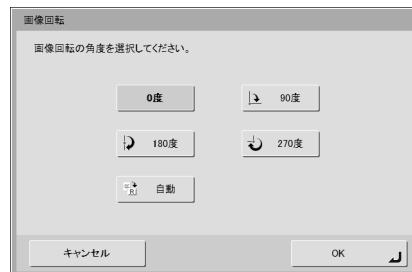 画像回転
画像回転の角度を選択してください。
0度
90度
180度
270度
R 自動
キャンセル
OK